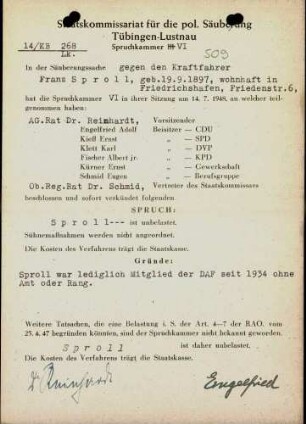 Staatskommissariat für die pol. Säuberung
Tübingen-Lustnau
14/KB 268 Spruchkammer VI
LK. 509
In der Säuberungssache gegen den Kraftfahrer
Franz Sproll, geb.19.9.1897, wohnhaft in
Friedrichshafen, Friedenstr.6,
hat die Spruchkammer VI in ihrer Sitzung am 14.7. 1948, an welcher teil-
genommen haben:
AG.Rat Dr. Reimhardt, Vorsitzender
Engelfried Adolf Beisitzer — CDU
Kiefl Ernst „ — SPD
Klett Karl „ — DVP
Fischer Albert jr. „ — KPD
Kürner Ernst „ — Gewerkschaft
Schmid Eugen „ — Berufsgruppe
Ob.Reg.Rat Dr. Schmid, Vertreter des Staatskommissars
beschlossen und sofort verkündet folgenden
SPRUCH:
Sproll--- ist unbelastet.
Sühnemaßnahmen werden nicht angeordnet.
Die Kosten des Verfahrens trägt die Staatskasse.
Gründe:
Sproll war lediglich Mitglied der DAF seit 1934 ohne
Amt oder Rang.
Weitere Tatsachen, die eine Belastung i. S. der Art. 4—7 der RAO. vom
25. 4. 47 begründen könnten, sind der Spruchkammer nicht bekannt geworden.
Sproll ist daher unbelastet.
Die Kosten des Verfahrens trägt die Staatskasse.
Dr Reinhardt Engelfried